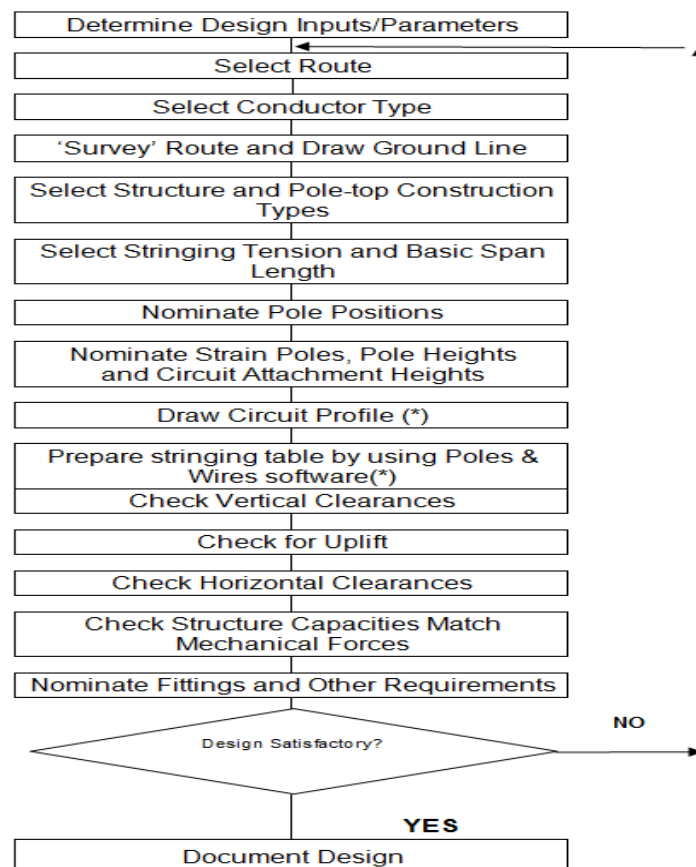 Determine Design Inputs/Parameters
Select Route
Select Conductor Type
‘Survey’ Route and Draw Ground Line
Select Structure and Pole-top Construction
Types
Select Stringing Tension and Basic Span
Length
Nominate Pole Positions
Nominate Strain Poles, Pole Heights
and Circuit Attachment Heights
Draw Circuit Profile (*)
Prepare stringing table by using Poles &
Wires software(*)
Check Vertical Clearances
Check for Uplift
Check Horizontal Clearances
Check Structure Capacities Match
Mechanical Forces
Nominate Fittings and Other Requirements
Design Satisfactory?
NO
YES
Document Design